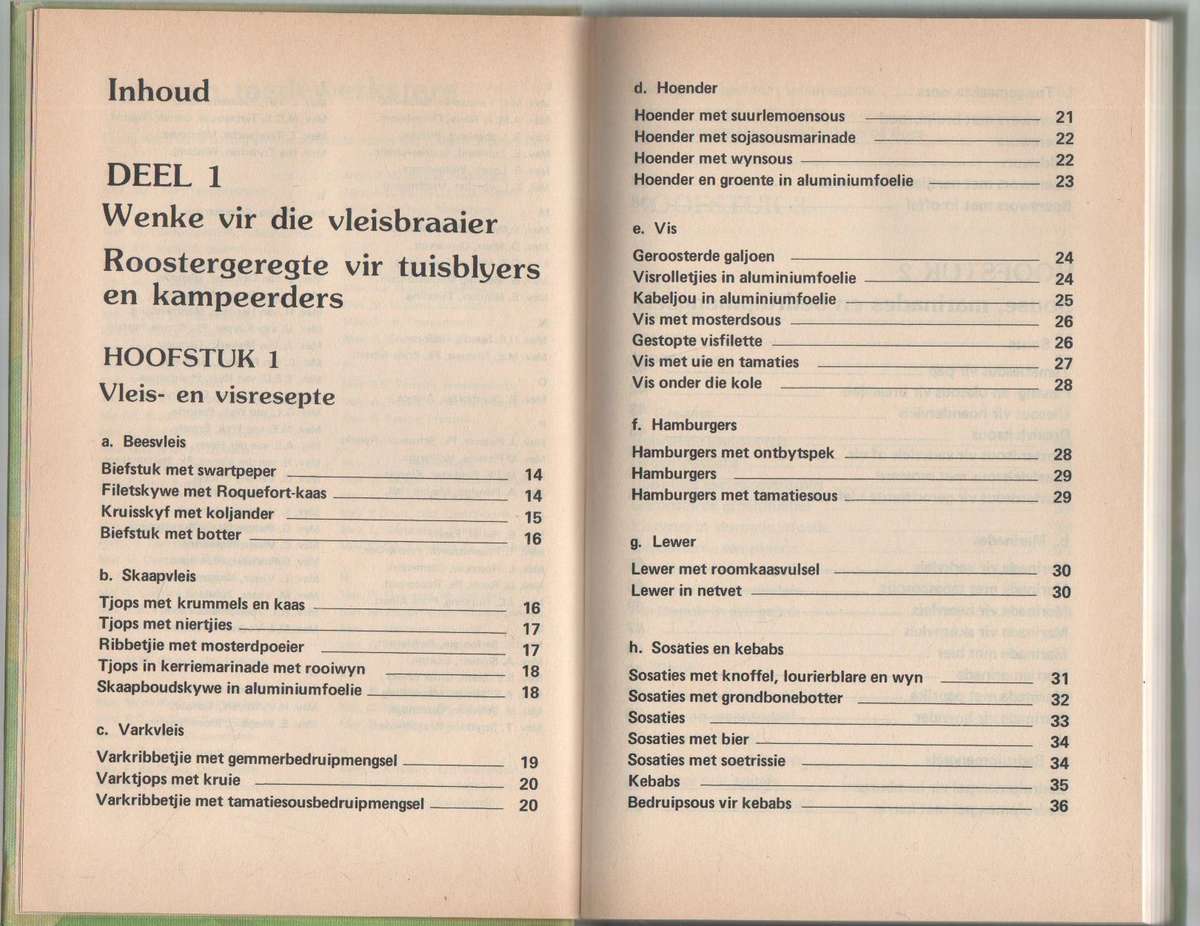 Inhoud
DEEL 1
Wenke vir die vleisbraaier
Roostergeregte vir tuisblyers
en kampeerders
HOOFSTUK 1
Vleis- en visresepte
a. Beesvleis
Biefstuk met swartpeper 14
Filetskywe met Roquefort-kaas 14
Kruisskyf met koljander 15
Biefstuk met botter 16
b. Skaapvleis
Tjops met krummels en kaas 16
Tjops met niertjies 17
Ribbetjie met mosterdpoeier 17
Tjops in kerriemarinade met rooiwyn 18
Skaapboudskywe in aluminiumfoelie 18
c. Varkvleis
Varkribbetjie met gemmerbedruipmengsel 19
Varktjops met kruie 20
Varkribbetjie met tamatiesousbedruipmengsel 20
d. Hoender
Hoender met suurlemoensous 21
Hoender met sojasousmarinade 22
Hoender met wynsous 22
Hoender en groente in aluminiumfoelie 23
e. Vis
Geroosterde galjoen 24
Visrolletjies in aluminiumfoelie 24
Kabeljou in aluminiumfoelie 25
Vis met mosterdsous 26
Gestopte visfilette 26
Vis met uie en tamaties 27
Vis onder die kole 28
f. Hamburgers
Hamburgers met ontbytspek 28
Hamburgers 29
Hamburgers met tamatiesous 29
g. Lewer
Lewer met roomkaasvulsel 30
Lewer in netvet 30
h. Sosaties en kebabs
Sosaties met knoffel, lourierblare en wyn 31
Sosaties met grondbonebotter 32
Sosaties 33
Sosaties met bier 34
Sosaties met soetrissie 34
Kebabs 35
Bedruipsous vir kebabs 36